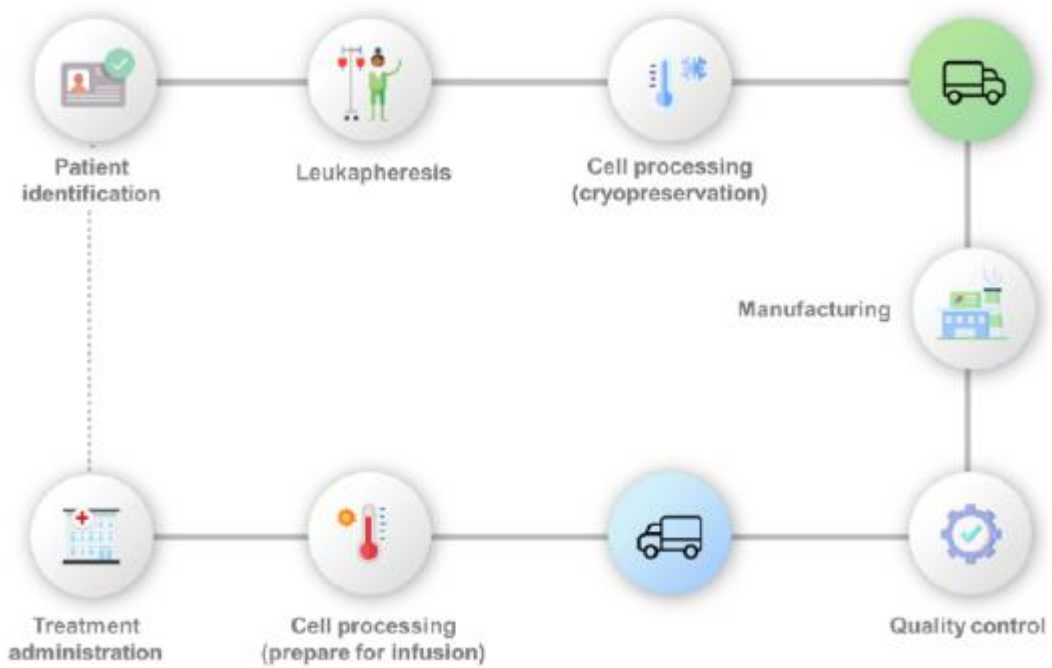 Patient
identification
Leukapheresis
Cell processing
(cryopreservation)
Manufacturing
Treatment
administration
Cell processing
(prepare for infusion)
Quality control